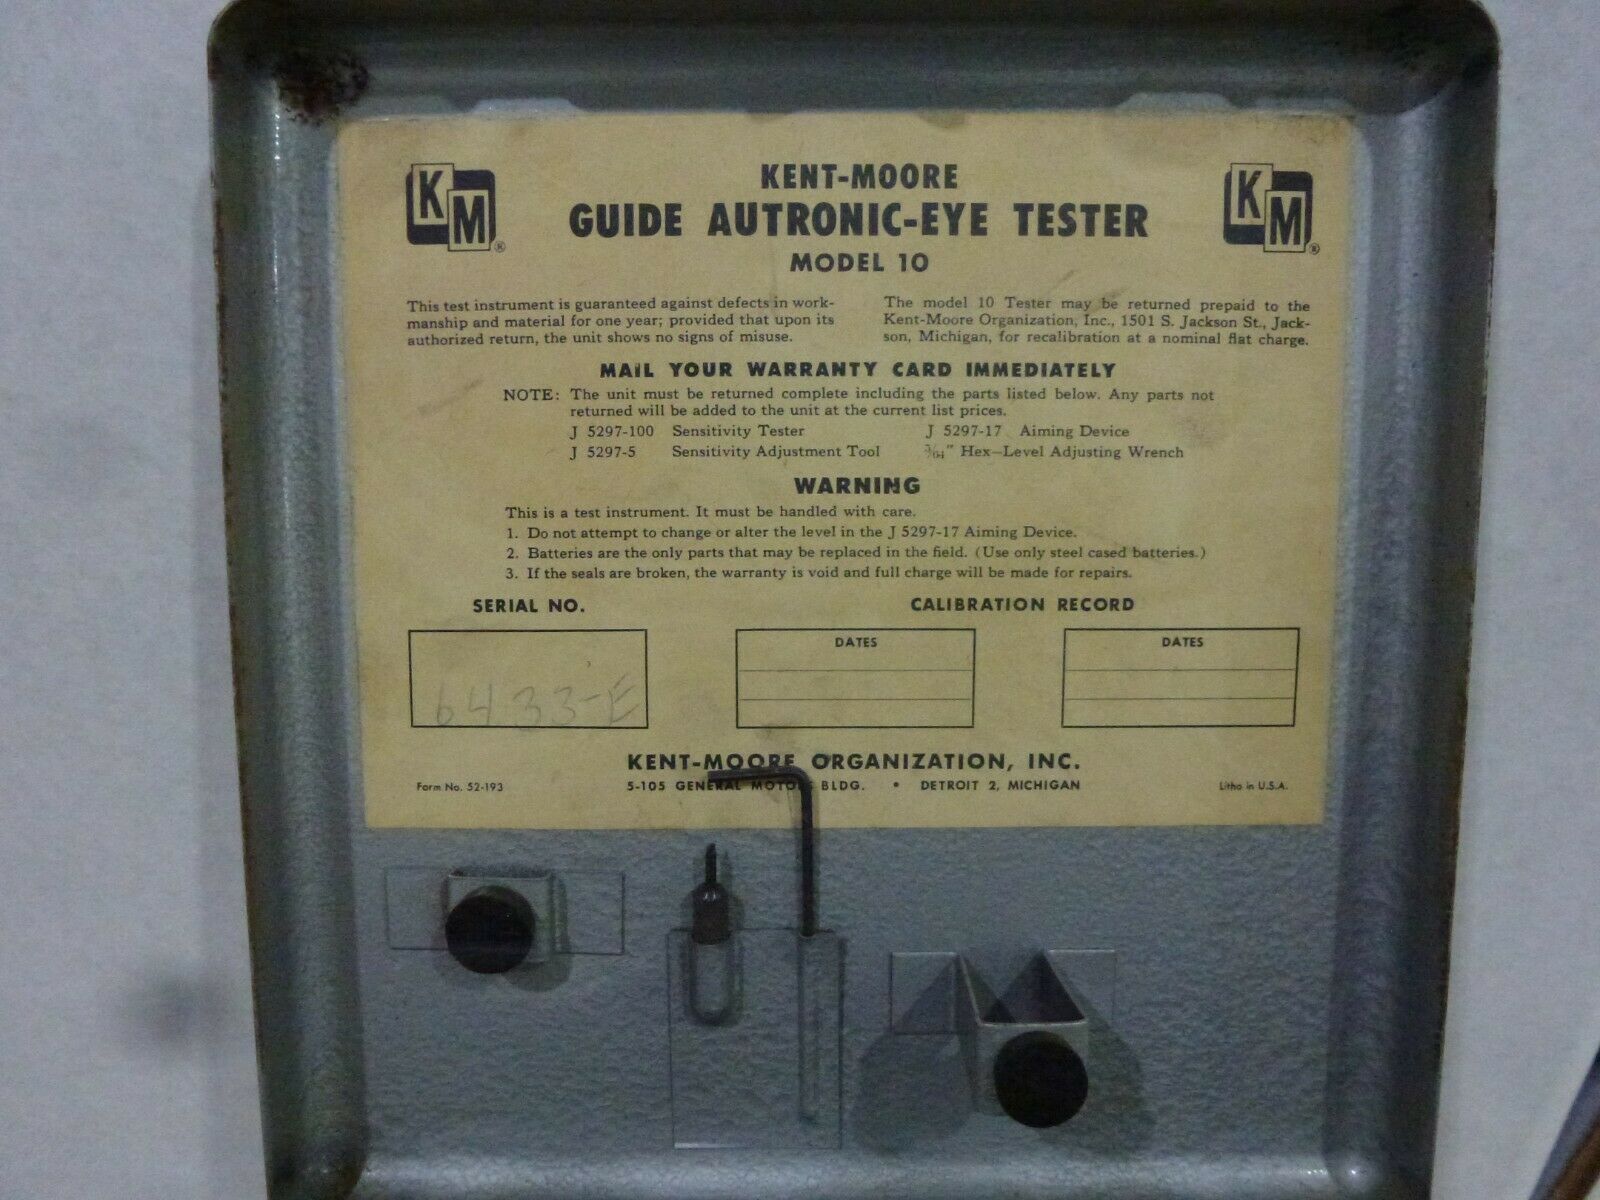 KM®
KENT-MOORE
KM®
GUIDE AUTRONIC-EYE TESTER
MODEL 10
This test instrument is guaranteed against defects in work-
manship and material for one year; provided that upon its
authorized return, the unit shows no signs of misuse.
The model 10 Tester may be returned prepaid to the
Kent-Moore Organization, Inc., 1501 S. Jackson St., Jack-
son, Michigan, for recalibration at a nominal flat charge.
MAIL YOUR WARRANTY CARD IMMEDIATELY
NOTE: The unit must be returned complete including the parts listed below. Any parts not
returned will be added to the unit at the current list prices.
J 5297-100 Sensitivity Tester J 5297-17 Aiming Device
J 5297-5 Sensitivity Adjustment Tool 3/64" Hex—Level Adjusting Wrench
WARNING
This is a test instrument. It must be handled with care.
1. Do not attempt to change or alter the level in the J 5297-17 Aiming Device.
2. Batteries are the only parts that may be replaced in the field. (Use only steel cased batteries.)
3. If the seals are broken, the warranty is void and full charge will be made for repairs.
SERIAL NO. CALIBRATION RECORD
DATES DATES
6433-E
KENT-MOORE ORGANIZATION, INC.
Form No. 52-193 5-105 GENERAL MOTORS BLDG. • DETROIT 2, MICHIGAN Litho in U.S.A.